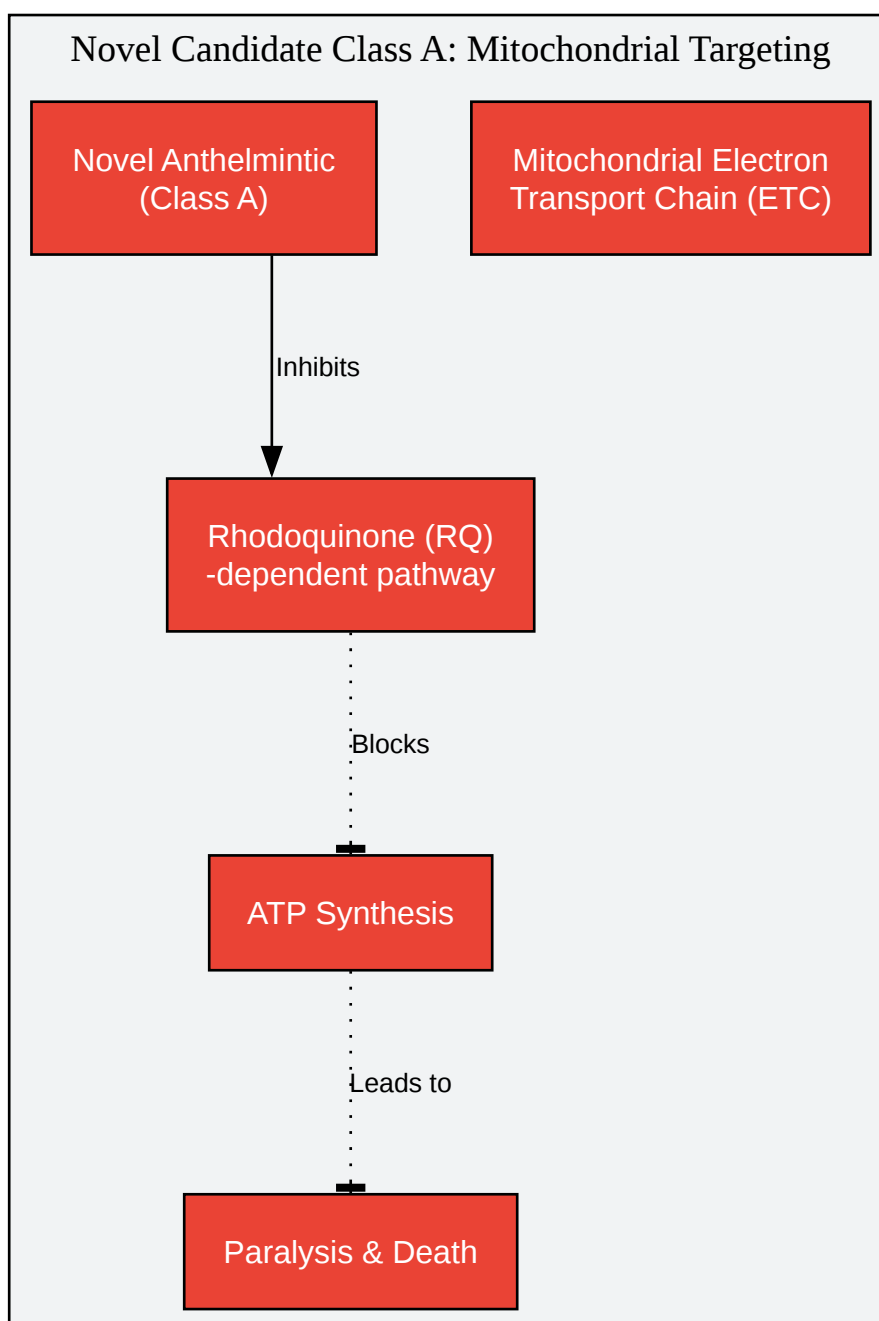 Novel Candidate Class A: Mitochondrial Targeting
Novel Anthelmintic
(Class A)
Mitochondrial Electron
Transport Chain (ETC)
Inhibits
Rhodoquinone (RQ)
-dependent pathway
Blocks
ATP Synthesis
Leads to
Paralysis & Death